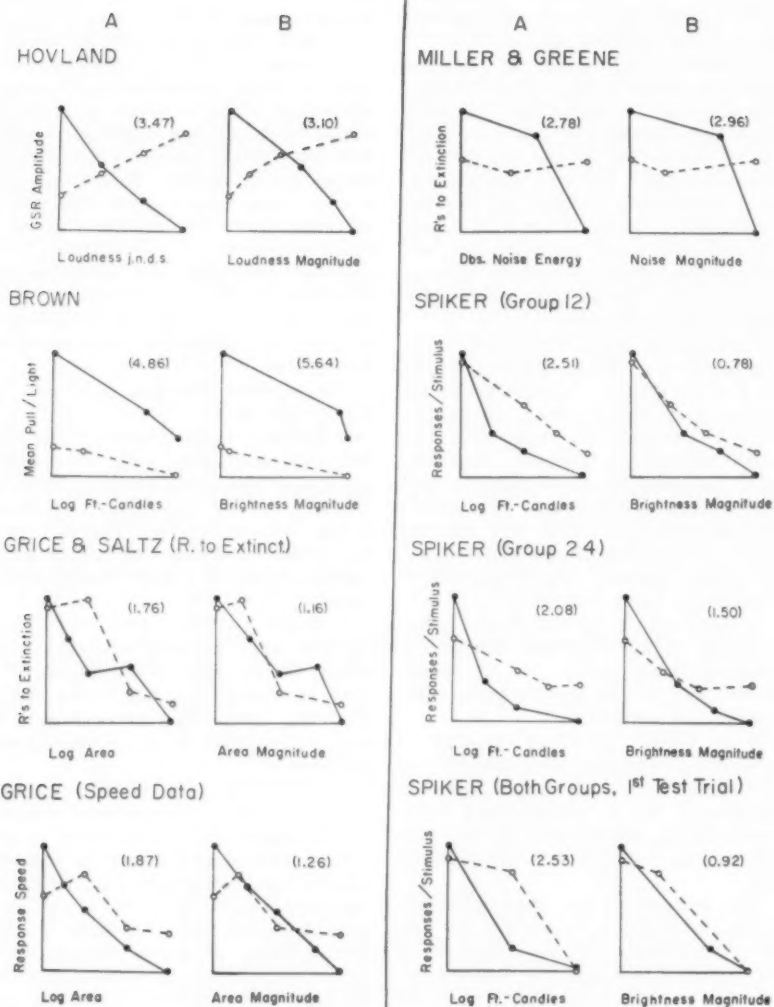 A
B
HOVLAND
(3.47)
(3.10)
GSR Amplitude
Loudness j.n.d.s.
Loudness Magnitude
BROWN
(4.86)
(5.64)
Mean Pull/Light
Log Ft.-Candles
Brightness Magnitude
GRICE & SALTZ (R. to Extinct.)
(1.76)
(1.16)
R's to Extinction
Log Area
Area Magnitude
GRICE (Speed Data)
(1.87)
(1.26)
Response Speed
Log Area
Area Magnitude
A
B
MILLER & GREENE
(2.78)
(2.96)
R's to Extinction
Dbs. Noise Energy
Noise Magnitude
SPIKER (Group 12)
(2.51)
(0.78)
Responses/Stimulus
Log Ft.-Candles
Brightness Magnitude
SPIKER (Group 24)
(2.08)
(1.50)
Responses/Stimulus
Log Ft.-Candles
Brightness Magnitude
SPIKER (Both Groups, 1st Test Trial)
(2.53)
(0.92)
Responses/Stimulus
Log Ft.-Candles
Brightness Magnitude